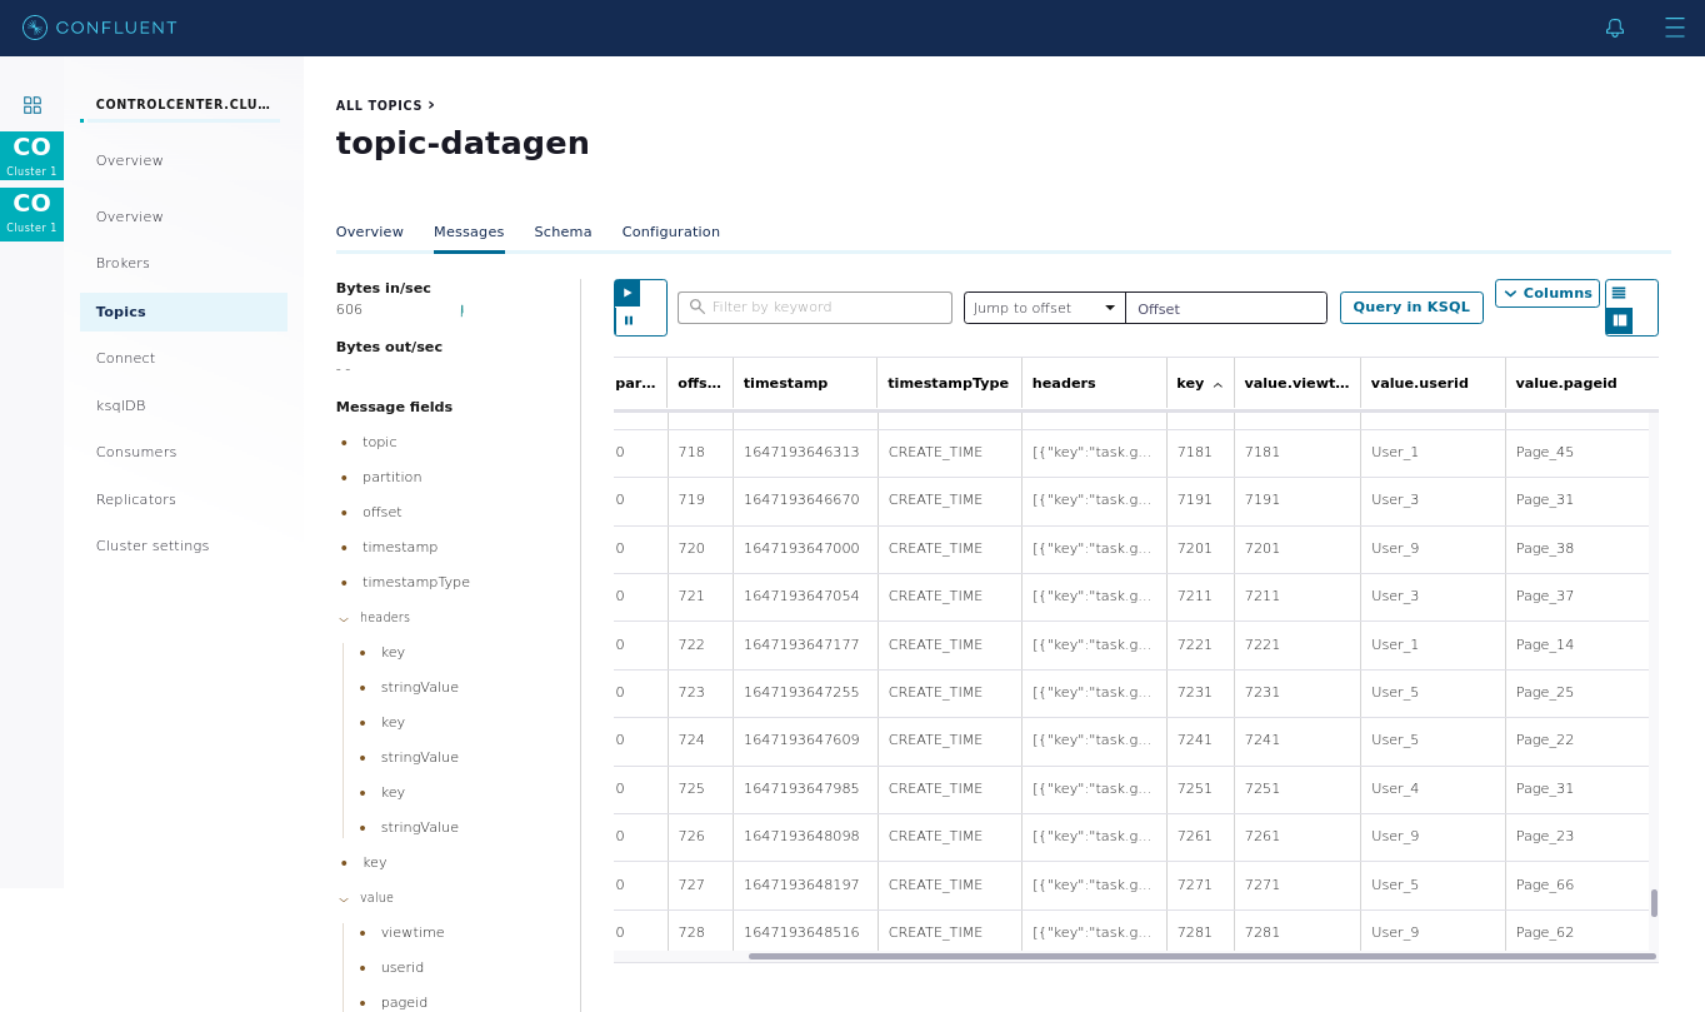 CONFLUENT
CO
Cluster 1
CO
Cluster 1
CONTROLCENTER.CLU...
Overview
Overview
Brokers
Topics
Connect
ksqlDB
Consumers
Replicators
Cluster settings
ALL TOPICS >
topic-datagen
Overview Messages Schema Configuration
Bytes in/sec
606
Bytes out/sec
--
Message fields
topic
partition
offset
timestamp
timestampType
headers
key
stringValue
key
stringValue
key
stringValue
key
value
viewtime
userid
pageid
Filter by keyword Jump to offset Offset Query in KSQL Columns
par... offs... timestamp timestampType headers key value.viewt... value.userid value.pageid
0 718 1647193646313 CREATE_TIME [{"key":"task.g... 7181 7181 User_1 Page_45
0 719 1647193646670 CREATE_TIME [{"key":"task.g... 7191 7191 User_3 Page_31
0 720 1647193647000 CREATE_TIME [{"key":"task.g... 7201 7201 User_9 Page_38
0 721 1647193647054 CREATE_TIME [{"key":"task.g... 7211 7211 User_3 Page_37
0 722 1647193647177 CREATE_TIME [{"key":"task.g... 7221 7221 User_1 Page_14
0 723 1647193647255 CREATE_TIME [{"key":"task.g... 7231 7231 User_5 Page_25
0 724 1647193647609 CREATE_TIME [{"key":"task.g... 7241 7241 User_5 Page_22
0 725 1647193647985 CREATE_TIME [{"key":"task.g... 7251 7251 User_4 Page_31
0 726 1647193648098 CREATE_TIME [{"key":"task.g... 7261 7261 User_9 Page_23
0 727 1647193648197 CREATE_TIME [{"key":"task.g... 7271 7271 User_5 Page_66
0 728 1647193648516 CREATE_TIME [{"key":"task.g... 7281 7281 User_9 Page_62